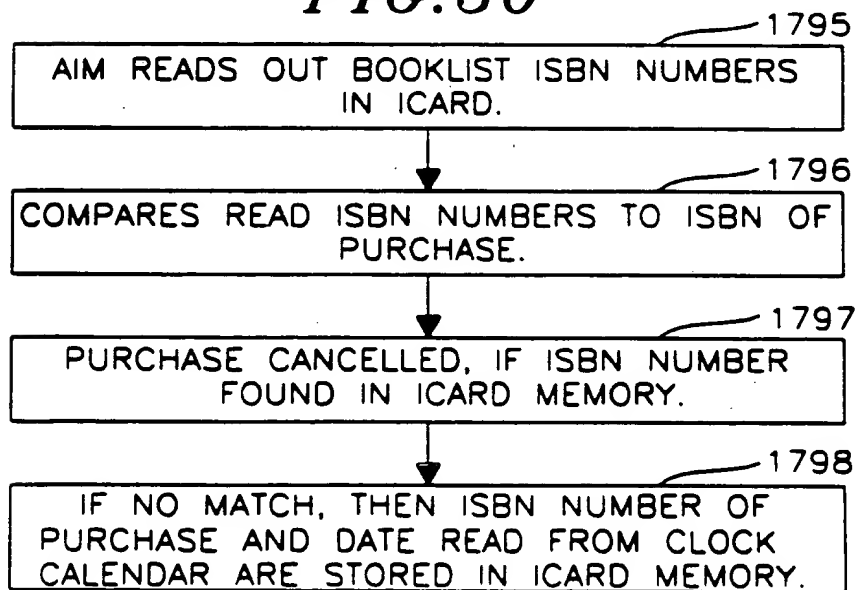 FIG. 30
1795
AIM READS OUT BOOKLIST ISBN NUMBERS
IN ICARD.
1796
COMPARES READ ISBN NUMBERS TO ISBN OF
PURCHASE.
1797
PURCHASE CANCELLED, IF ISBN NUMBER
FOUND IN ICARD MEMORY.
1798
IF NO MATCH, THEN ISBN NUMBER OF
PURCHASE AND DATE READ FROM CLOCK
CALENDAR ARE STORED IN ICARD MEMORY.